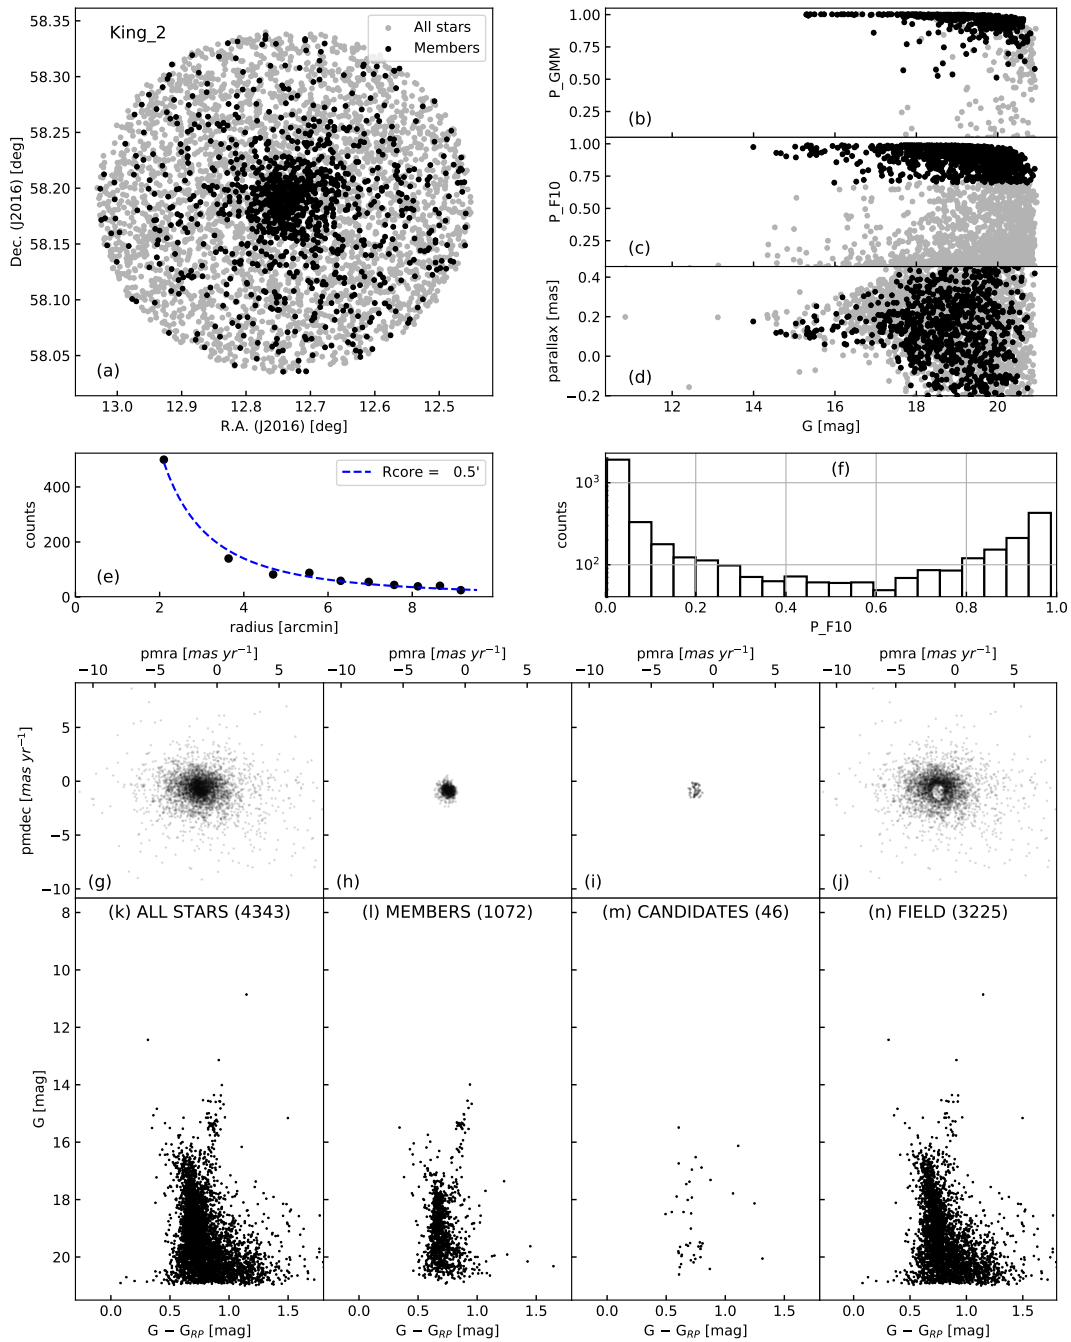 King_2
All stars
Members
58.35
58.30
58.25
58.20
58.15
58.10
58.05
Dec. (J2016) [deg]
(a)
13.0 12.9 12.8 12.7 12.6 12.5
R.A. (J2016) [deg]
1.00
0.75
0.50
0.25
P_GMM
(b)
1.00
0.75
0.50
0.25
P_F10
(c)
0.4
0.2
0.0
−0.2
parallax [mas]
(d)
12 14 16 18 20
G [mag]
400
200
0
counts
Rcore = 0.5'
(e)
0 2 4 6 8
radius [arcmin]
10³
10²
counts
(f)
0.0 0.2 0.4 0.6 0.8 1.0
P_F10
pmra [mas yr⁻¹] pmra [mas yr⁻¹] pmra [mas yr⁻¹] pmra [mas yr⁻¹]
−10 −5 0 5 −10 −5 0 5 −10 −5 0 5 −10 −5 0 5
5
0
−5
−10
pmdec [mas yr⁻¹]
(g) (h) (i) (j)
(k) ALL STARS (4343) (l) MEMBERS (1072) (m) CANDIDATES (46) (n) FIELD (3225)
8
10
12
14
16
18
20
G [mag]
0.0 0.5 1.0 1.5 0.0 0.5 1.0 1.5 0.0 0.5 1.0 1.5 0.0 0.5 1.0 1.5
G − G_RP [mag] G − G_RP [mag] G − G_RP [mag] G − G_RP [mag]